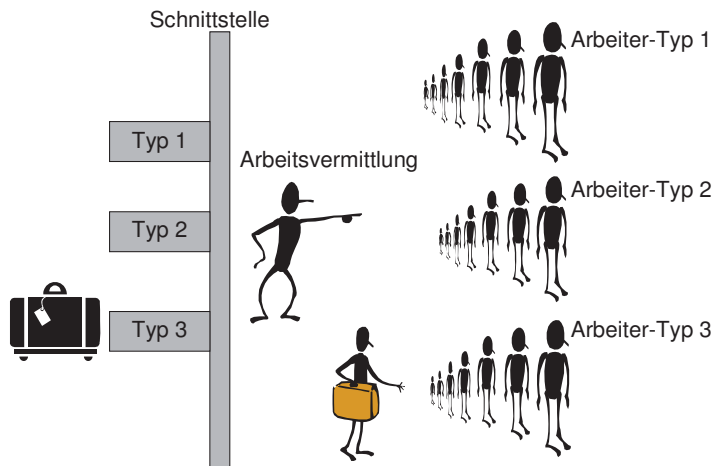 Schnittstelle
Arbeiter-Typ 1
Typ 1
Arbeitsvermittlung
Arbeiter-Typ 2
Typ 2
Typ 3
Arbeiter-Typ 3